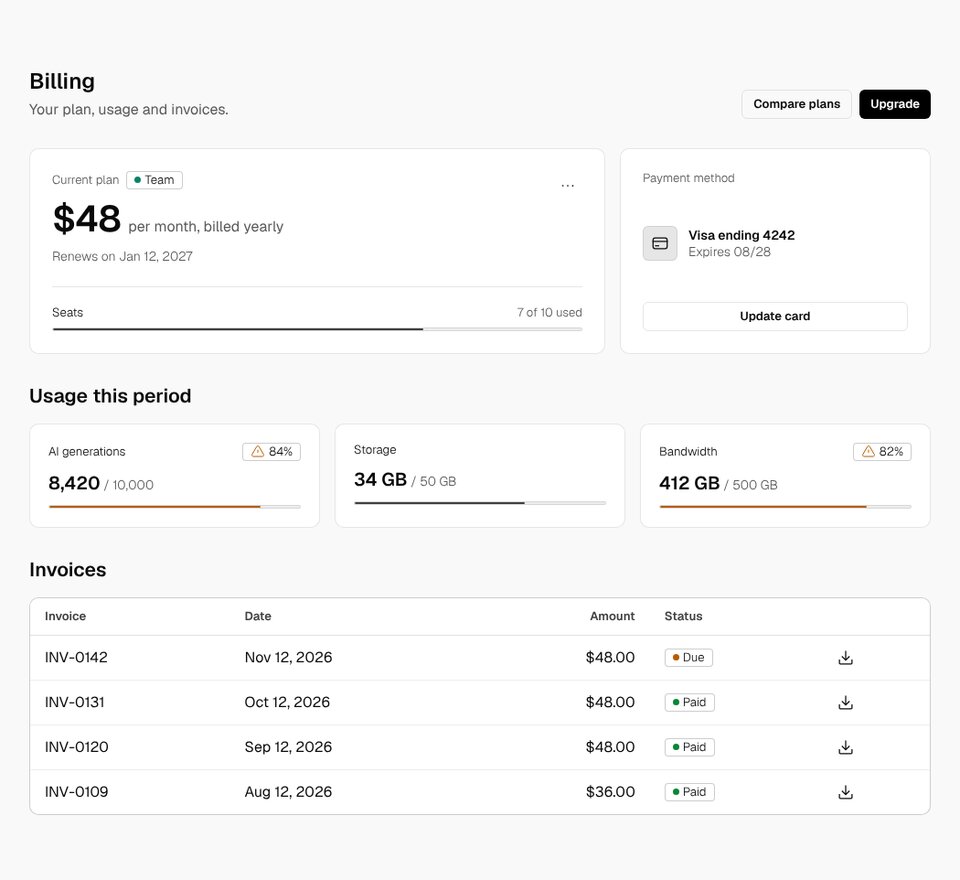 Billing
Your plan, usage and invoices.
Compare plans
Upgrade
Current plan
Team
...
$48 per month, billed yearly
Renews on Jan 12, 2027
Seats
7 of 10 used
Payment method
Visa ending 4242
Expires 08/28
Update card
Usage this period
AI generations
84%
8,420 / 10,000
Storage
34 GB / 50 GB
Bandwidth
82%
412 GB / 500 GB
Invoices
Invoice Date Amount Status
INV-0142 Nov 12, 2026 $48.00 Due
INV-0131 Oct 12, 2026 $48.00 Paid
INV-0120 Sep 12, 2026 $48.00 Paid
INV-0109 Aug 12, 2026 $36.00 Paid